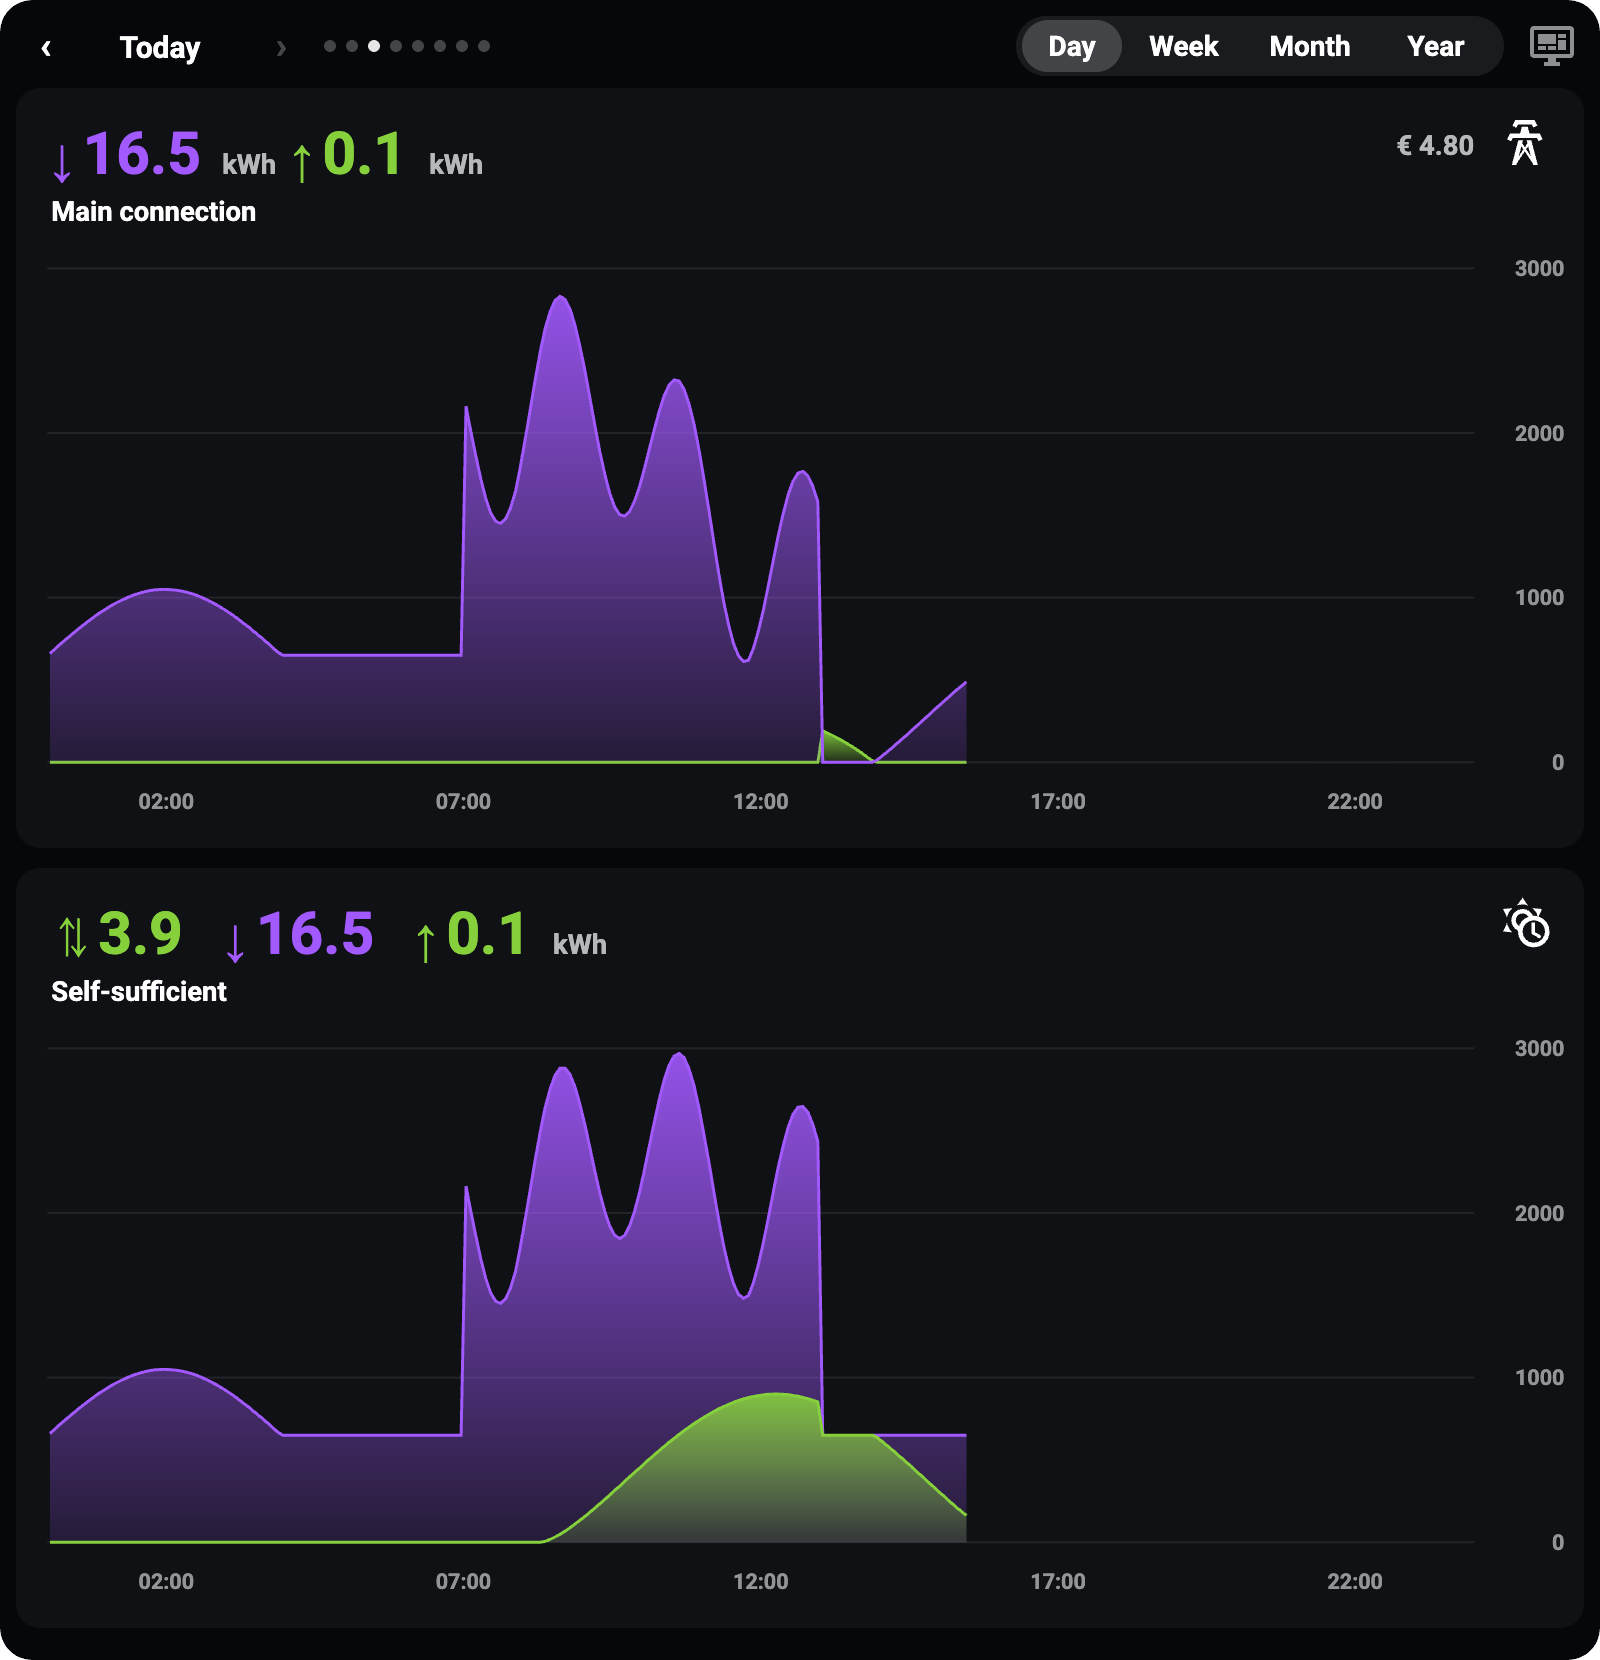 ‹ Today › Day Week Month Year
↓ 16.5 kWh ↑ 0.1 kWh € 4.80
Main connection
3000
2000
1000
0
02:00 07:00 12:00 17:00 22:00
⇅ 3.9 ↓ 16.5 ↑ 0.1 kWh
Self-sufficient
3000
2000
1000
0
02:00 07:00 12:00 17:00 22:00